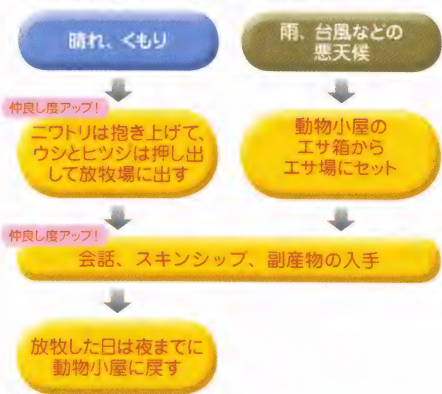 晴れ、くもり
雨、台風などの
悪天候
仲良し度アップ!
ニワトリは抱き上げて、
ウシとヒツジは押し出
して放牧場に出す
動物小屋の
エサ箱から
エサ場にセット
仲良し度アップ!
会話、スキンシップ、副産物の入手
放牧した日は夜までに
動物小屋に戻す